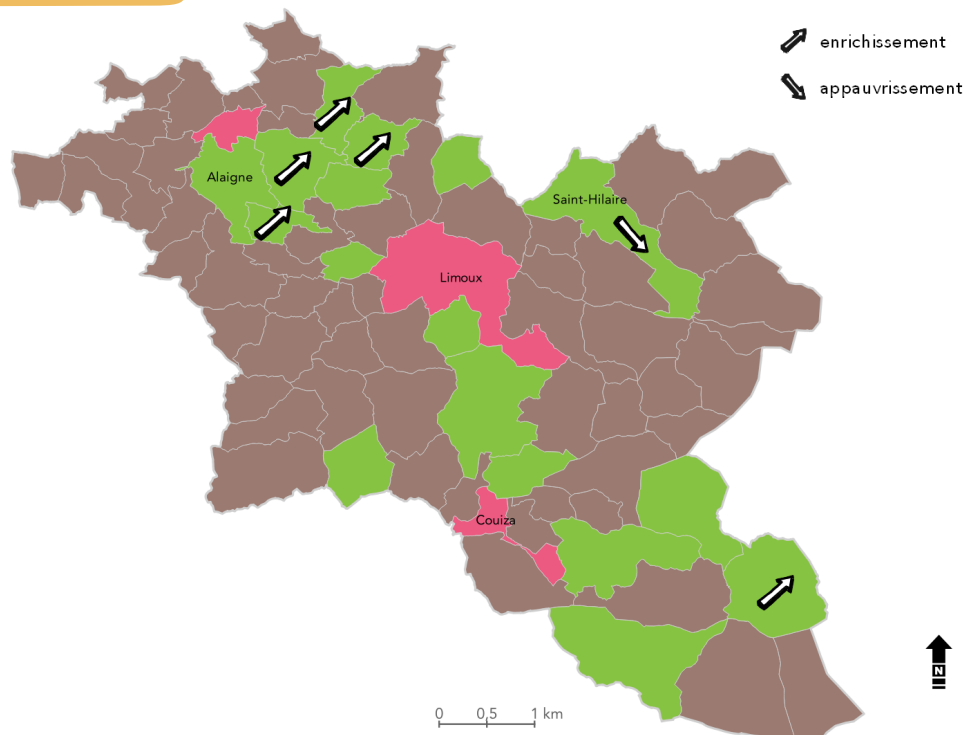 enrichissement
appauvrissement
Alaigne
Saint-Hilaire
Limoux
Couiza
N
0 0,5 1 km